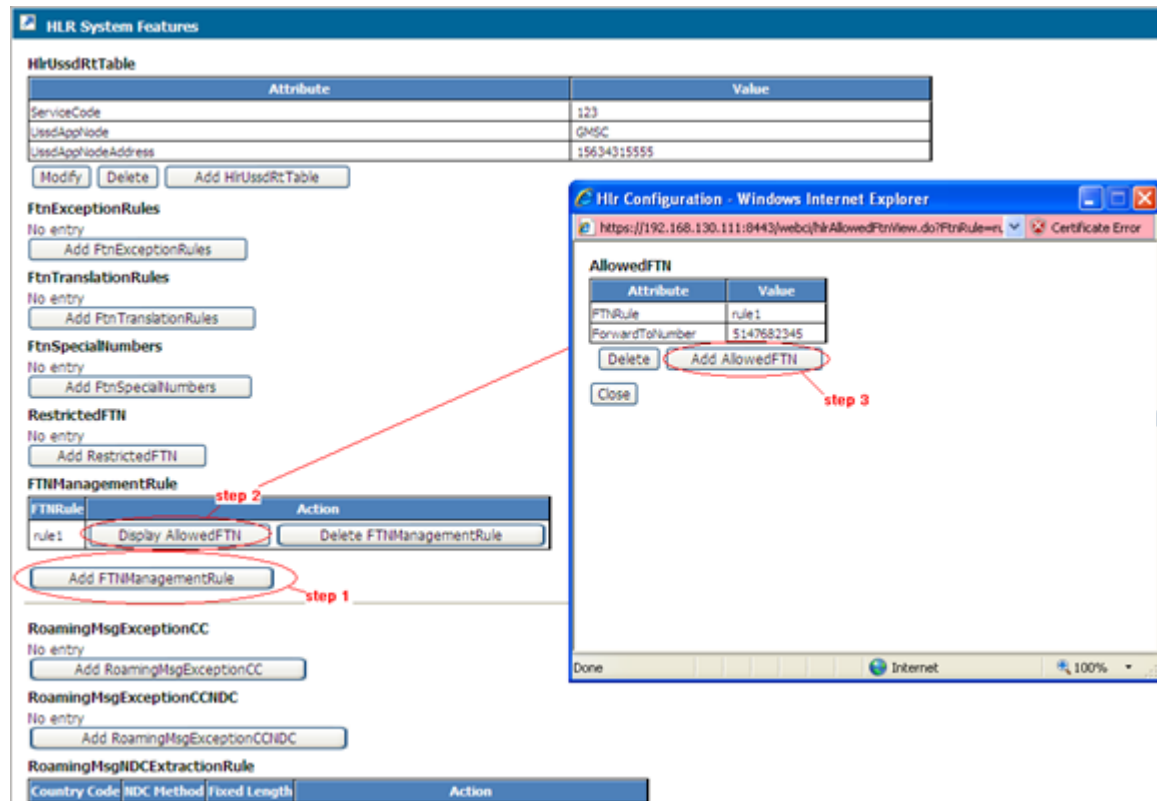 HLR System Features
HlrUssdRtTable
Attribute Value
ServiceCode 123
UssdAppNode GMSC
UssdAppNodeAddress 15634315555
Modify Delete Add HlrUssdRtTable
FtnExceptionRules
No entry
Add FtnExceptionRules
FtnTranslationRules
No entry
Add FtnTranslationRules
FtnSpecialNumbers
No entry
Add FtnSpecialNumbers
RestrictedFTN
No entry
Add RestrictedFTN
FTNManagementRule
step 2
FTNRule Action
rule1 Display AllowedFTN Delete FTNManagementRule
Add FTNManagementRule
step 1
RoamingMsgExceptionCC
No entry
Add RoamingMsgExceptionCC
RoamingMsgExceptionCCNDC
No entry
Add RoamingMsgExceptionCCNDC
RoamingMsgNDCExtractionRule
Country Code NDC Method Fixed Length Action
Hlr Configuration - Windows Internet Explorer
https://192.168.130.111:8443/webci/hlrAllowedFtnView.do?FtnRule=ru Certificate Error
AllowedFTN
Attribute Value
FTNRule rule1
ForwardToNumber 5147682345
Delete Add AllowedFTN
Close
step 3
Done Internet 100%